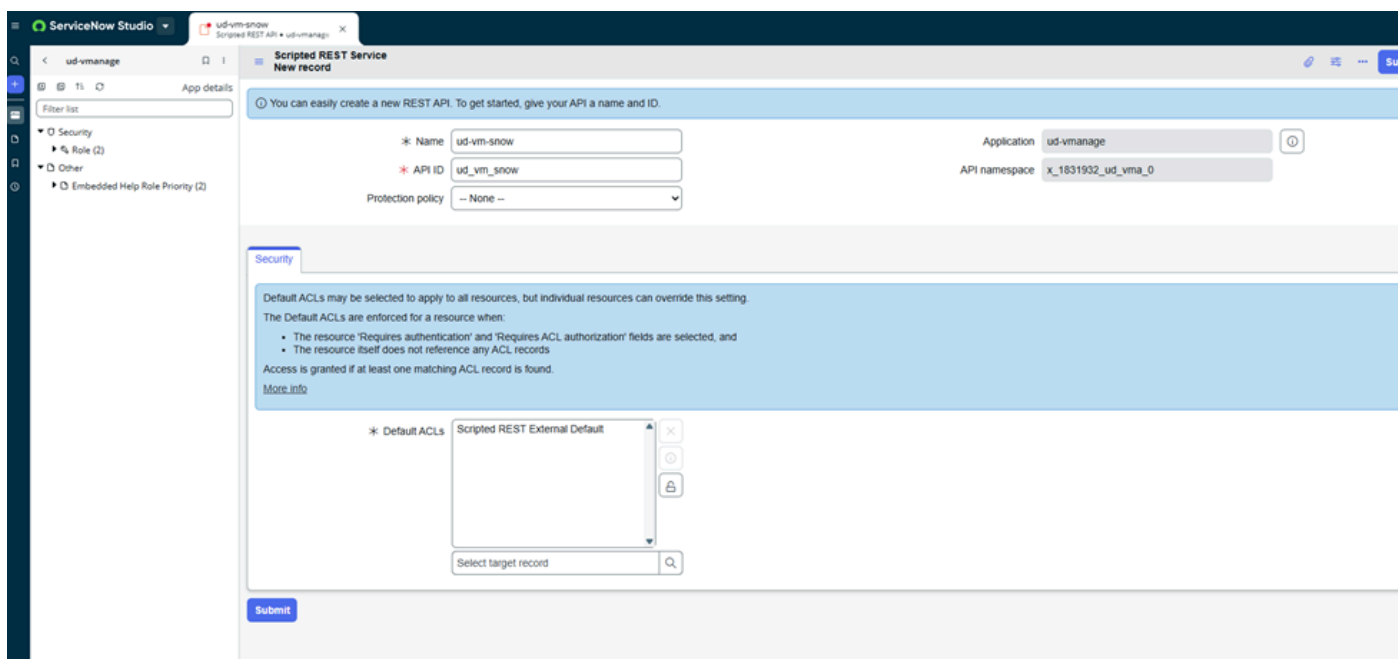 ServiceNow Studio
ud-vm-snow
Scripted REST API • ud-vmanage
ud-vmanage
App details
Filter list
Security
Role (2)
Other
Embedded Help Role Priority (2)
Scripted REST Service
New record
Su
You can easily create a new REST API. To get started, give your API a name and ID.
Name ud-vm-snow
Application ud-vmanage
API ID ud_vm_snow
API namespace x_1831932_ud_vma_0
Protection policy -- None --
Security
Default ACLs may be selected to apply to all resources, but individual resources can override this setting.
The Default ACLs are enforced for a resource when:
• The resource 'Requires authentication' and 'Requires ACL authorization' fields are selected, and
• The resource itself does not reference any ACL records
Access is granted if at least one matching ACL record is found.
More info
Default ACLs Scripted REST External Default
Select target record
Submit